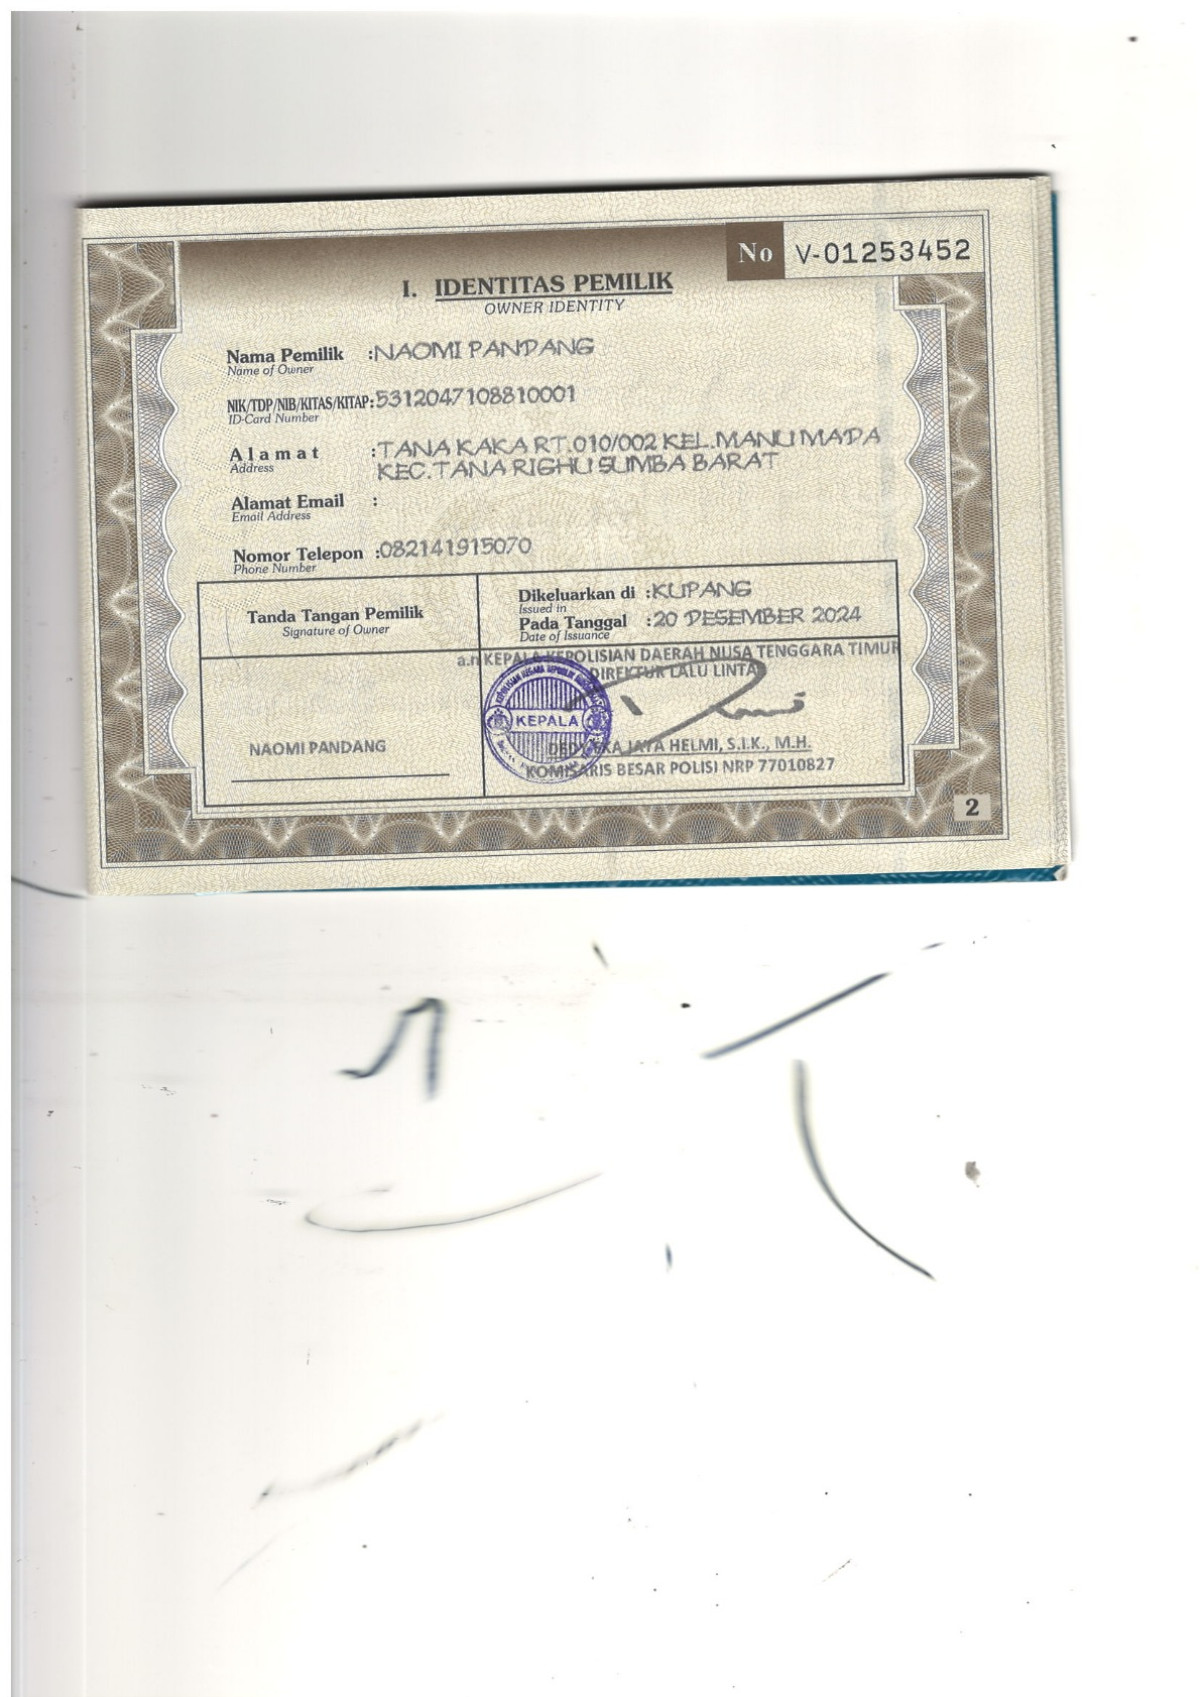 No V-01253452
I. IDENTITAS PEMILIK
OWNER IDENTITY
Nama Pemilik : NAOMI PANDANG
Name of Owner
NIK/TDP/NIB/KITAS/KITAP: 5312047108810001
ID-Card Number
Alamat : TANA KAKA RT.010/002 KEL.MANU MADA
Address KEC.TANA RIGHU SUMBA BARAT
Alamat Email :
Email Address
Nomor Telepon : 082141915070
Phone Number
Tanda Tangan Pemilik
Signature of Owner
NAOMI PANDANG
Dikeluarkan di : KUPANG
Issued in
Pada Tanggal : 20 DESEMBER 2024
Date of Issuance
a.n KEPALA KEPOLISIAN DAERAH NUSA TENGGARA TIMUR
DIREKTUR LALU LINTA
KEPALA
EKA JAYA HELMI, S.I.K., M.H.
KOMISARIS BESAR POLISI NRP 77010827
2